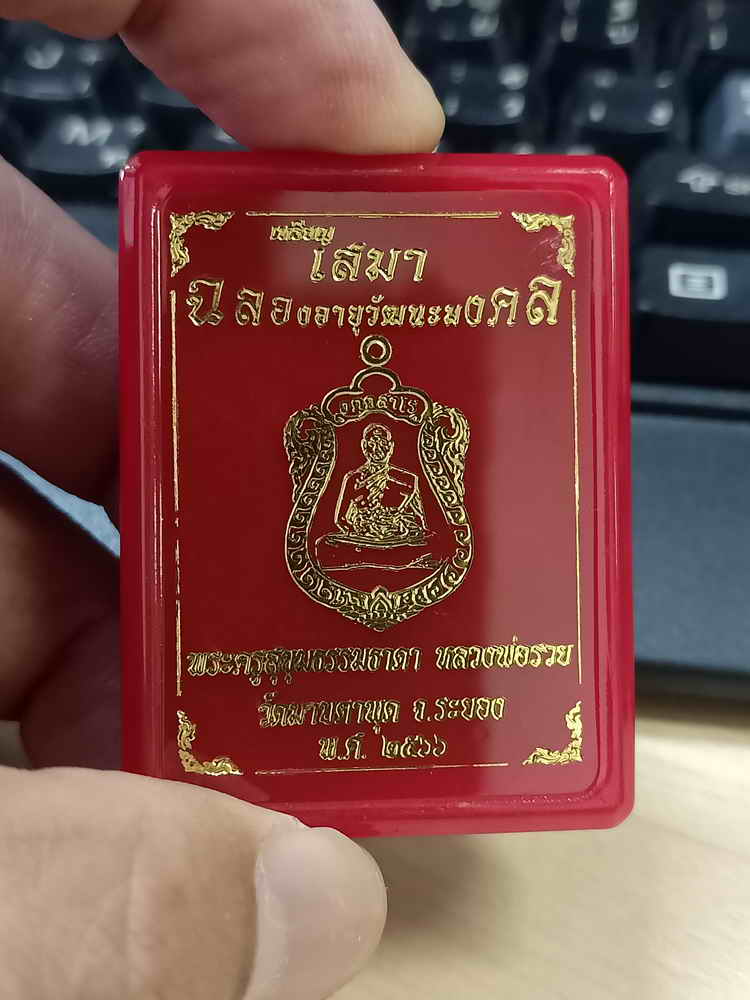 เหรียญ
เสมา
ฉลองอายุวัฒนะมงคล
พระครูสุขุมธรรมธาดา หลวงพ่อรวย
วัดมาบตาพูด จ.ระยอง
พ.ศ. ๒๕๖๖